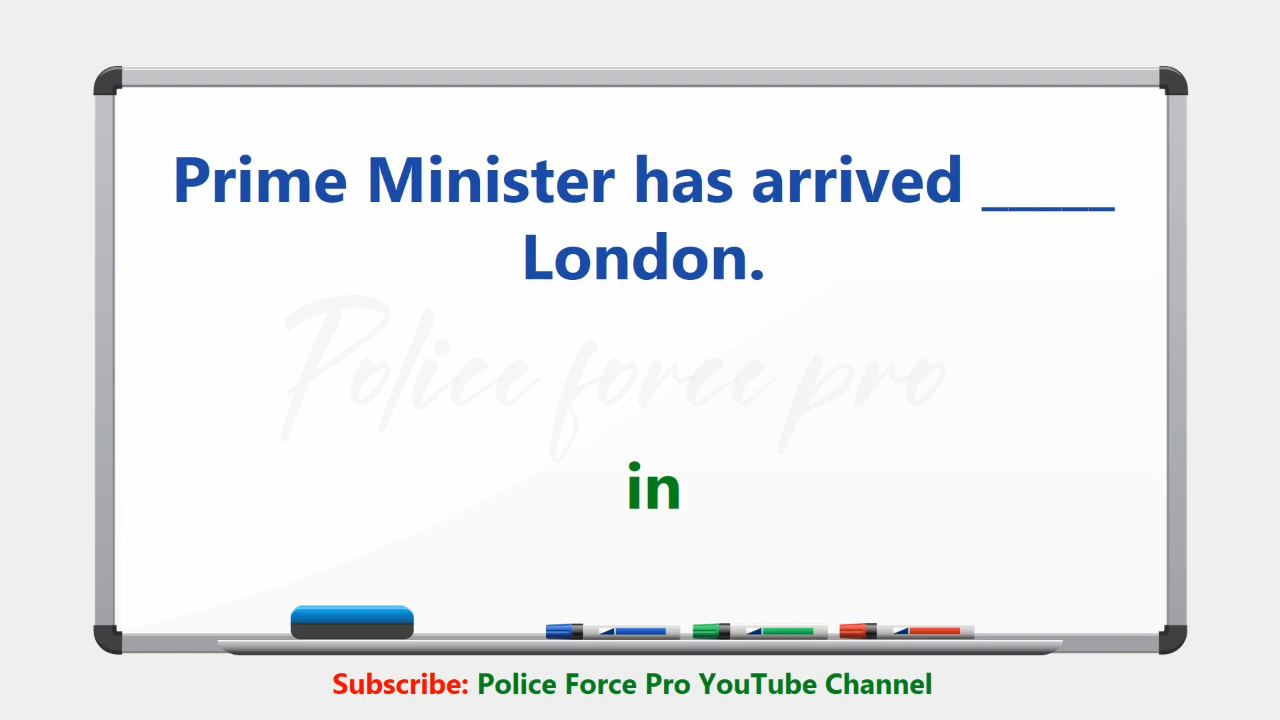 Prime Minister has arrived _____
London.
Police force pro
in
Subscribe: Police Force Pro YouTube Channel